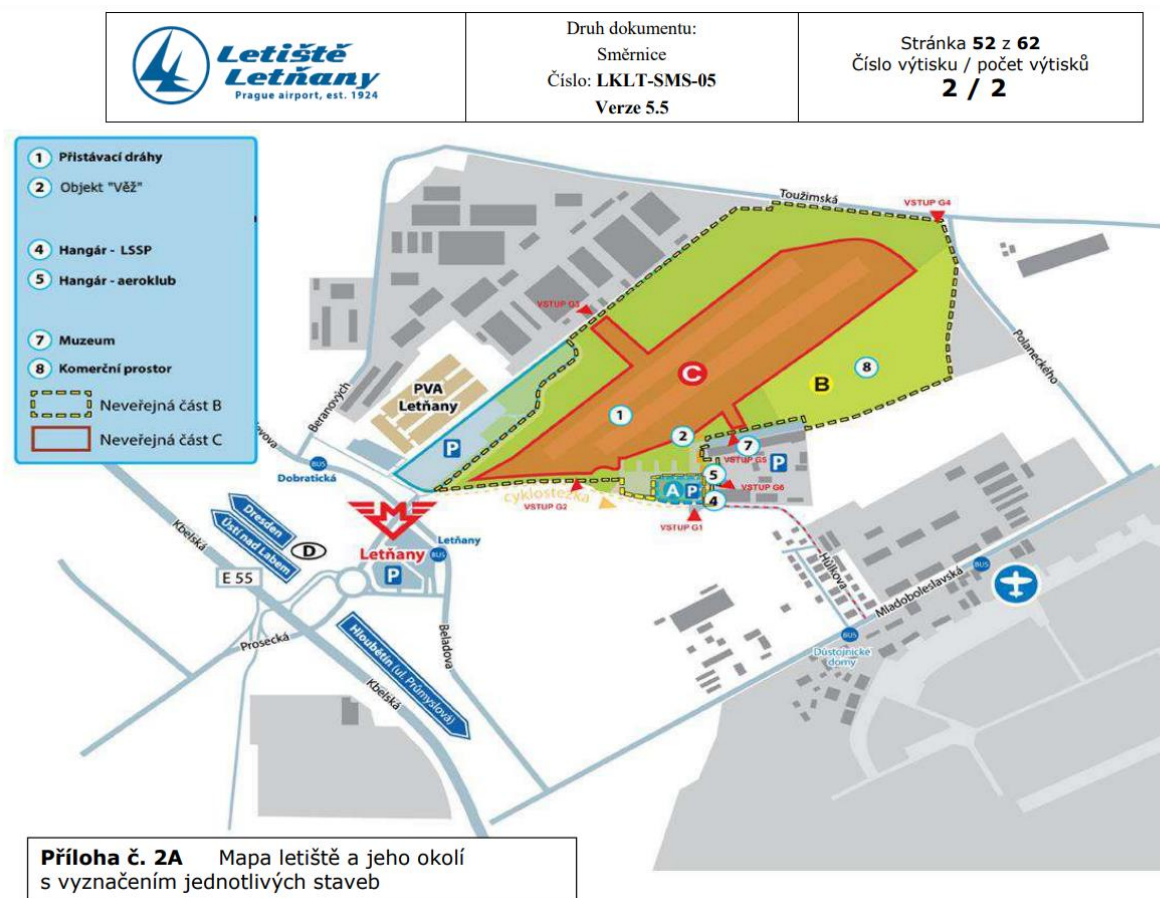 Letiště
Letňany
Prague airport, est. 1924
Druh dokumentu:
Směrnice
Číslo: LKLT-SMS-05
Verze 5.5
Stránka 52 z 62
Číslo výtisku / počet výtisků
2 / 2
1 Přistávací dráhy
2 Objekt "Věž"
4 Hangár - LSSP
5 Hangár - aeroklub
7 Muzeum
8 Komerční prostor
Neveřejná část B
Neveřejná část C
Toužimská
VSTUP G4
VSTUP G3
Polaneckého
Beranových
PVA
Letňany
P
C
B
8
1
2
7
VSTUP G5
P
5
VSTUP G6
A P
4
VSTUP G1
cyklostezka
VSTUP G2
BUS
Dobratická
M
Letňany
P
Letňany
BUS
Kbelská
Dresden
Ústí nad Labem
D
E 55
Prosecká
Hloubětín (ul. Průmyslová)
Kbelská
Beladova
Hůlkova
Mladoboleslavská
BUS
BUS
Důstojnické
domy
Příloha č. 2A Mapa letiště a jeho okolí
s vyznačením jednotlivých staveb